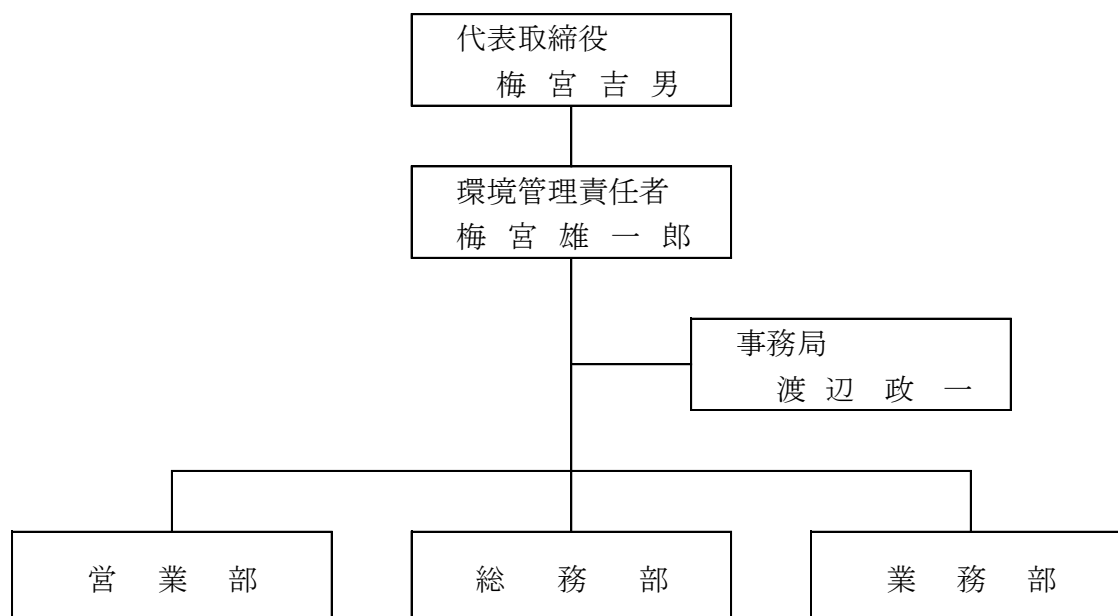 代表取締役
梅宮吉男
環境管理責任者
梅宮雄一郎
事務局
渡辺政一
営業部
総務部
業務部